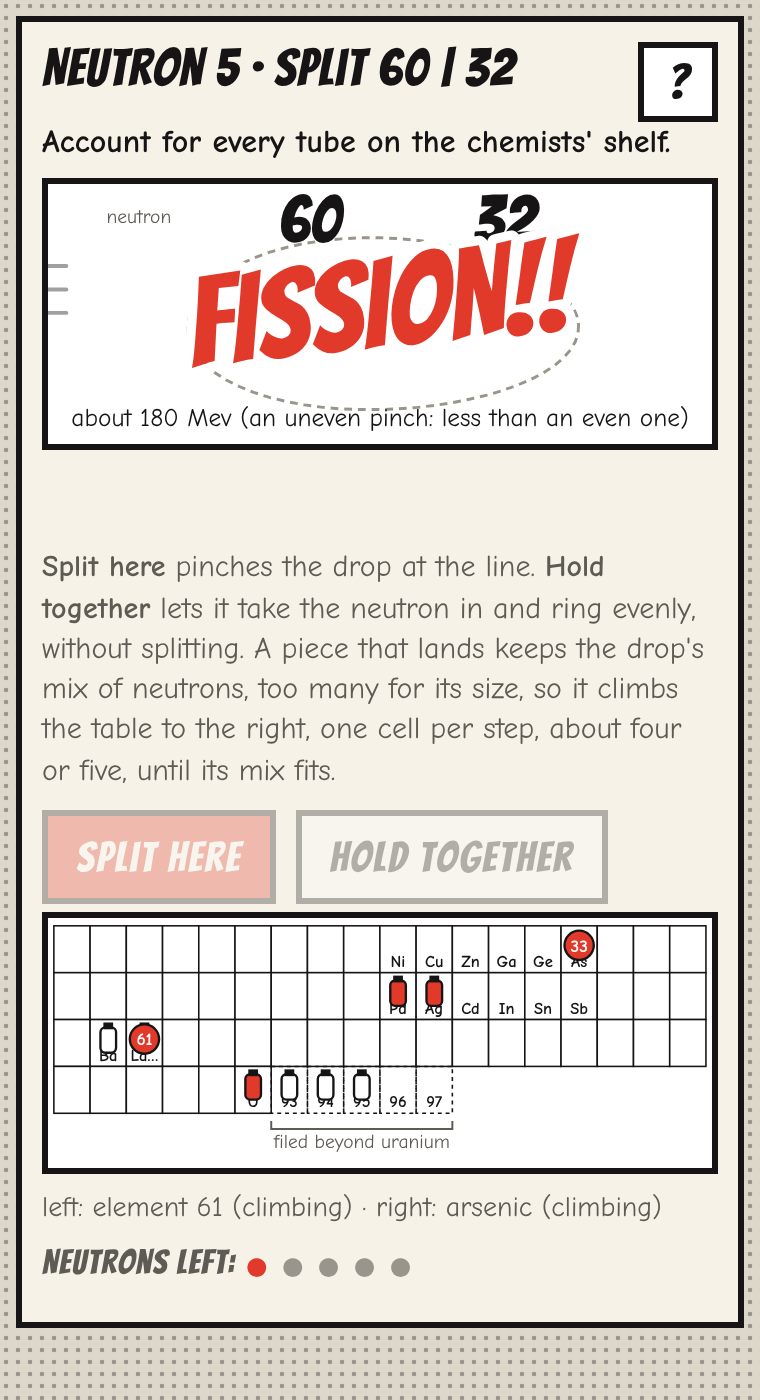 NEUTRON 5 • SPLIT 60 | 32
?
Account for every tube on the chemists' shelf.
neutron
60
32
FISSION!!
about 180 Mev (an uneven pinch: less than an even one)
Split here pinches the drop at the line. Hold
together lets it take the neutron in and ring evenly,
without splitting. A piece that lands keeps the drop's
mix of neutrons, too many for its size, so it climbs
the table to the right, one cell per step, about four
or five, until its mix fits.
SPLIT HERE
HOLD TOGETHER
33
Ni Cu Zn Ga Ge As
Pd Ag Cd In Sn Sb
61
Ba La...
U 93 94 95 96 97
filed beyond uranium
left: element 61 (climbing) · right: arsenic (climbing)
NEUTRONS LEFT: